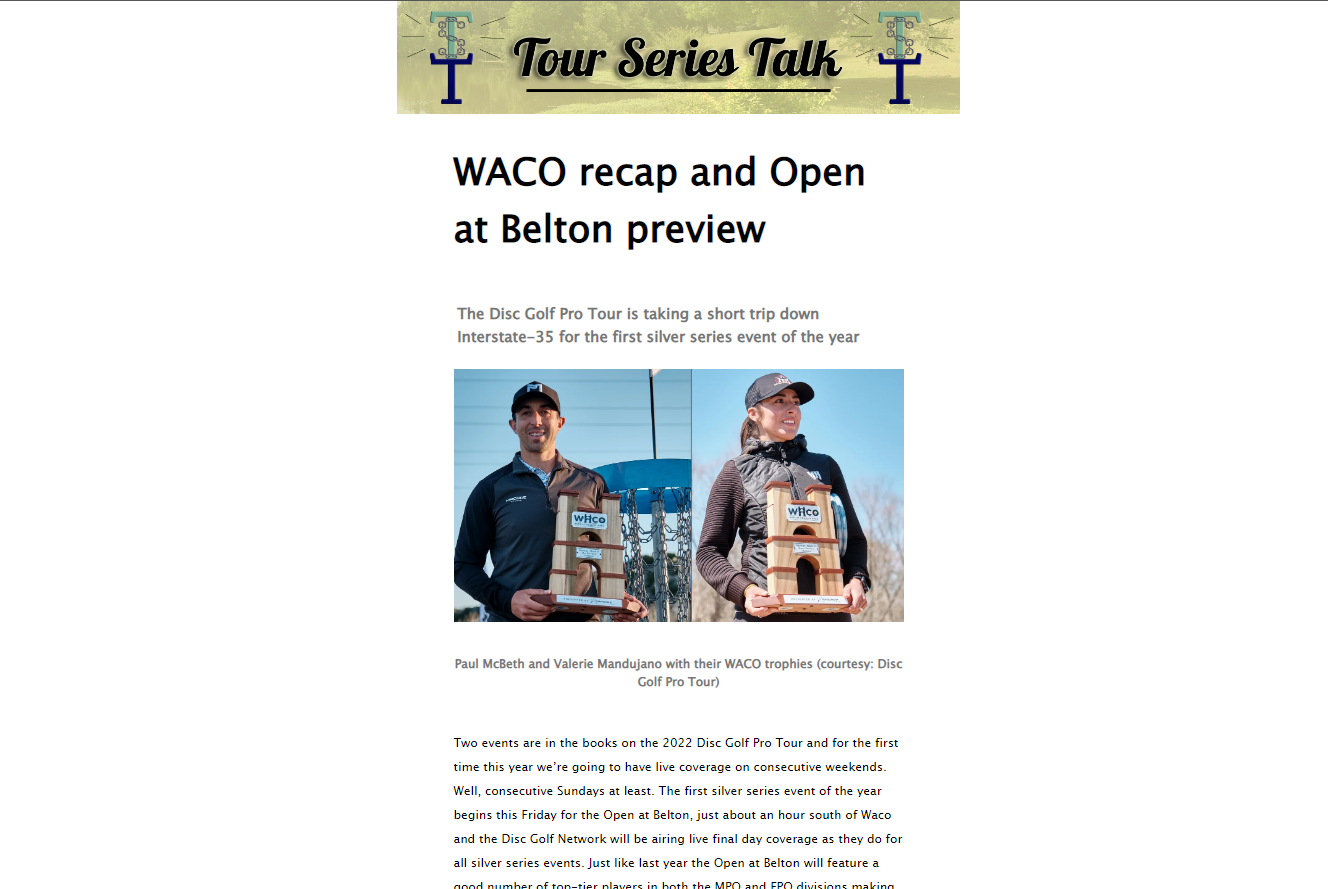 Tour Series Talk
WACO recap and Open
at Belton preview
The Disc Golf Pro Tour is taking a short trip down
Interstate-35 for the first silver series event of the year
WHCO
WHCO
Paul McBeth and Valerie Mandujano with their WACO trophies (courtesy: Disc
Golf Pro Tour)
Two events are in the books on the 2022 Disc Golf Pro Tour and for the first
time this year we’re going to have live coverage on consecutive weekends.
Well, consecutive Sundays at least. The first silver series event of the year
begins this Friday for the Open at Belton, just about an hour south of Waco
and the Disc Golf Network will be airing live final day coverage as they do for
all silver series events. Just like last year the Open at Belton will feature a
good number of top-tier players in both the MPO and FPO divisions making